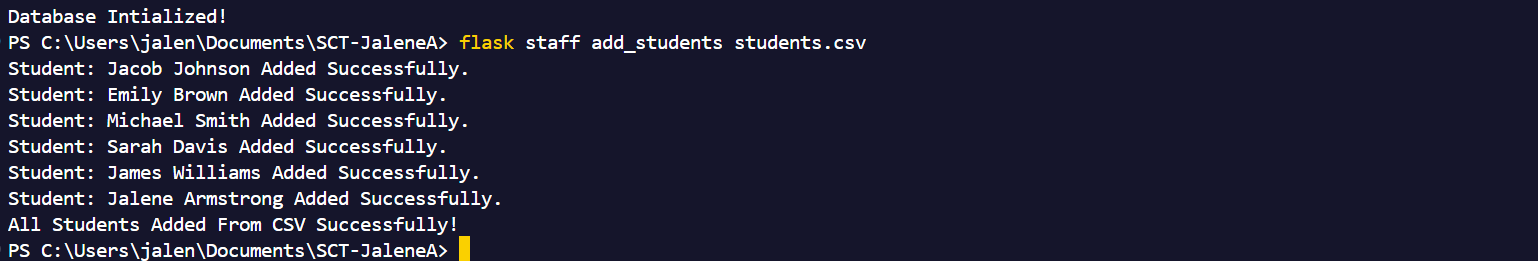 Database Intialized!
PS C:\Users\jalen\Documents\SCT-JaleneA> flask staff add_students students.csv
Student: Jacob Johnson Added Successfully.
Student: Emily Brown Added Successfully.
Student: Michael Smith Added Successfully.
Student: Sarah Davis Added Successfully.
Student: James Williams Added Successfully.
Student: Jalene Armstrong Added Successfully.
All Students Added From CSV Successfully!
PS C:\Users\jalen\Documents\SCT-JaleneA>